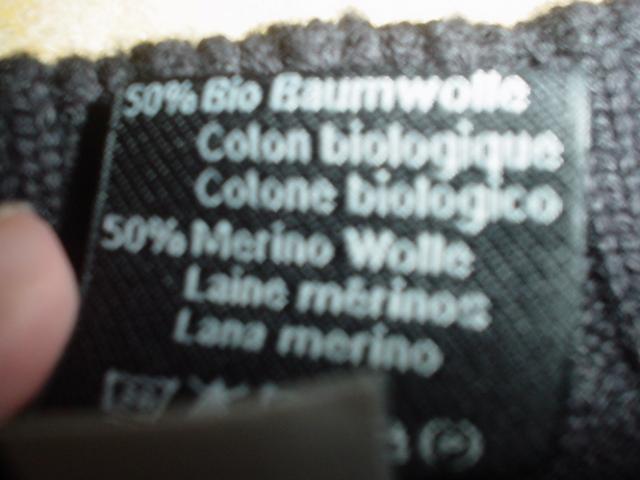 50% Bio Baumwolle
Coton biologique
Cotone biologico
50% Merino Wolle
Laine mérinos
Lana merino
(P)